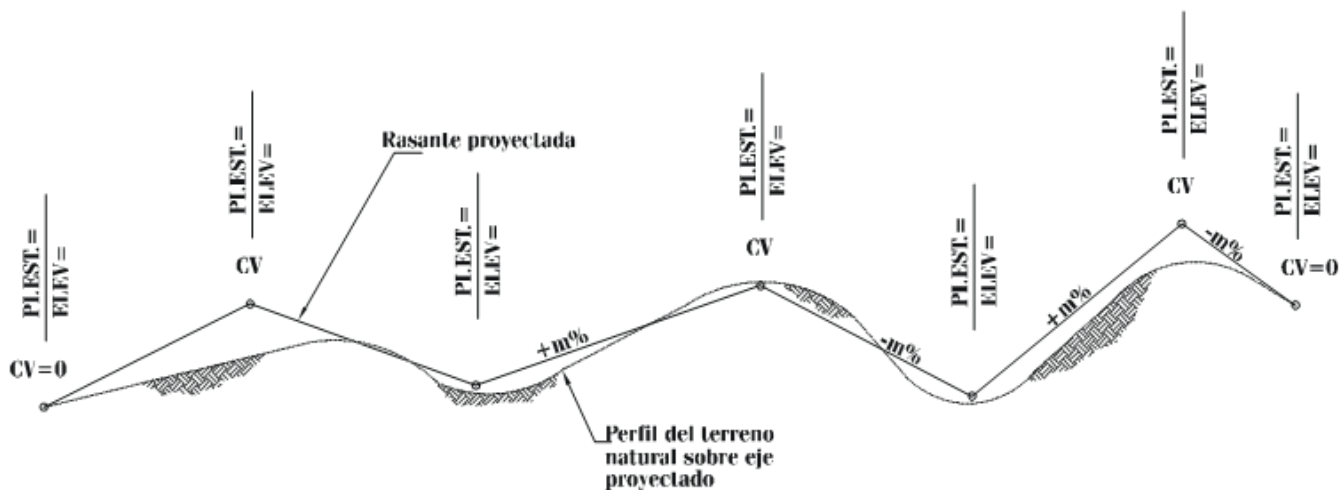 PI.EST.=
ELEV=
CV=0
PI.EST.=
ELEV=
CV
Rasante proyectada
PI.EST.=
ELEV=
+m%
Perfil del terreno
natural sobre eje
proyectado
PI.EST.=
ELEV=
CV
-m%
PI.EST.=
ELEV=
+m%
PI.EST.=
ELEV=
CV
-m%
PI.EST.=
ELEV=
CV=0